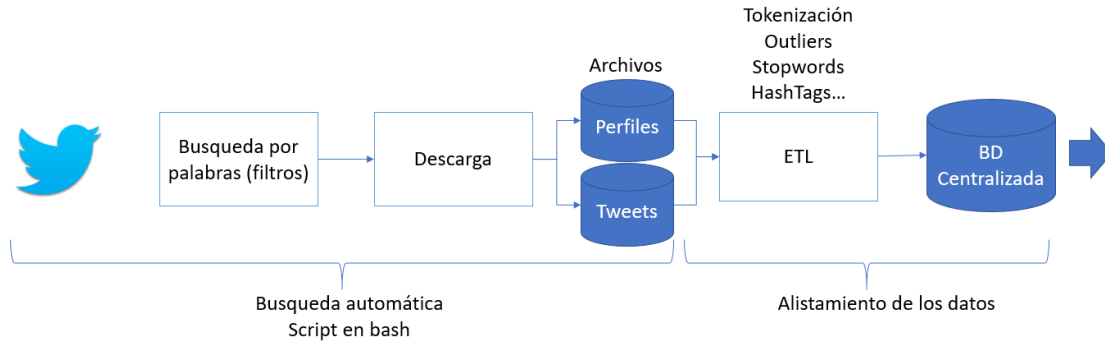 Tokenización
Outliers
Stopwords
HashTags...
Archivos
Busqueda por
palabras (filtros)
Descarga
Perfiles
Tweets
ETL
BD
Centralizada
Busqueda automática
Script en bash
Alistamiento de los datos